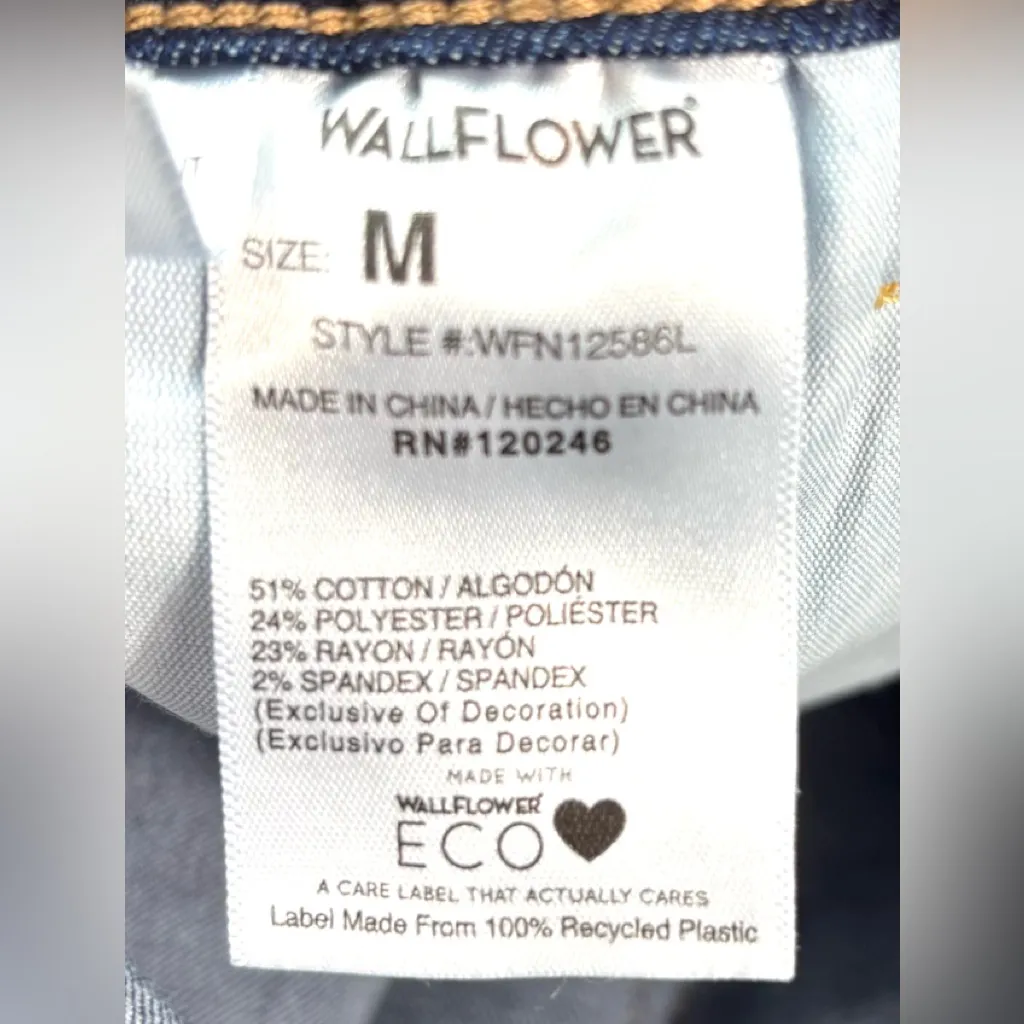 WALLFLOWER®
SIZE: M
STYLE #:WFN12586L
MADE IN CHINA / HECHO EN CHINA
RN#120246
51% COTTON / ALGODÓN
24% POLYESTER / POLIÉSTER
23% RAYON / RAYÓN
2% SPANDEX / SPANDEX
(Exclusive Of Decoration)
(Exclusivo Para Decorar)
MADE WITH
WALLFLOWER®
ECO
A CARE LABEL THAT ACTUALLY CARES
Label Made From 100% Recycled Plastic